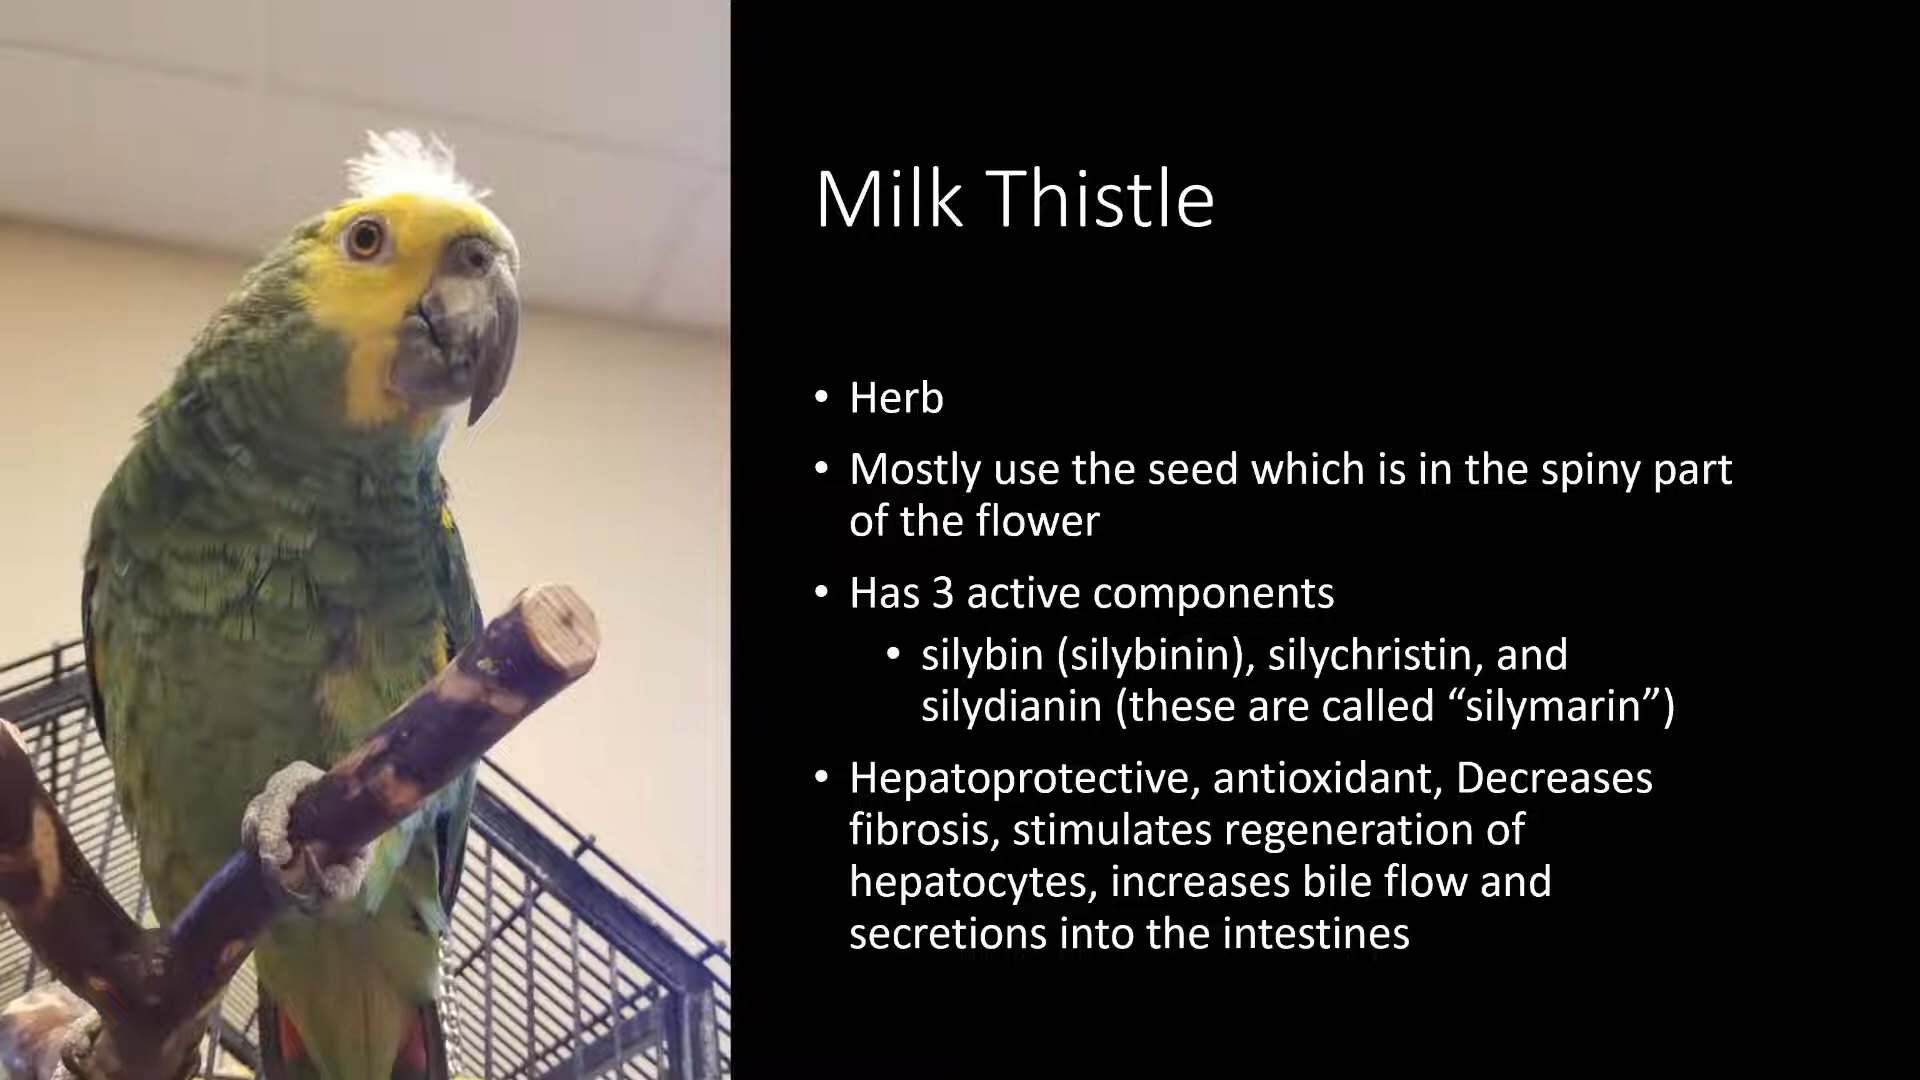 Milk Thistle
• Herb
• Mostly use the seed which is in the spiny part
of the flower
• Has 3 active components
• silybin (silybinin), silychristin, and
silydianin (these are called “silymarin”)
• Hepatoprotective, antioxidant, Decreases
fibrosis, stimulates regeneration of
hepatocytes, increases bile flow and
secretions into the intestines